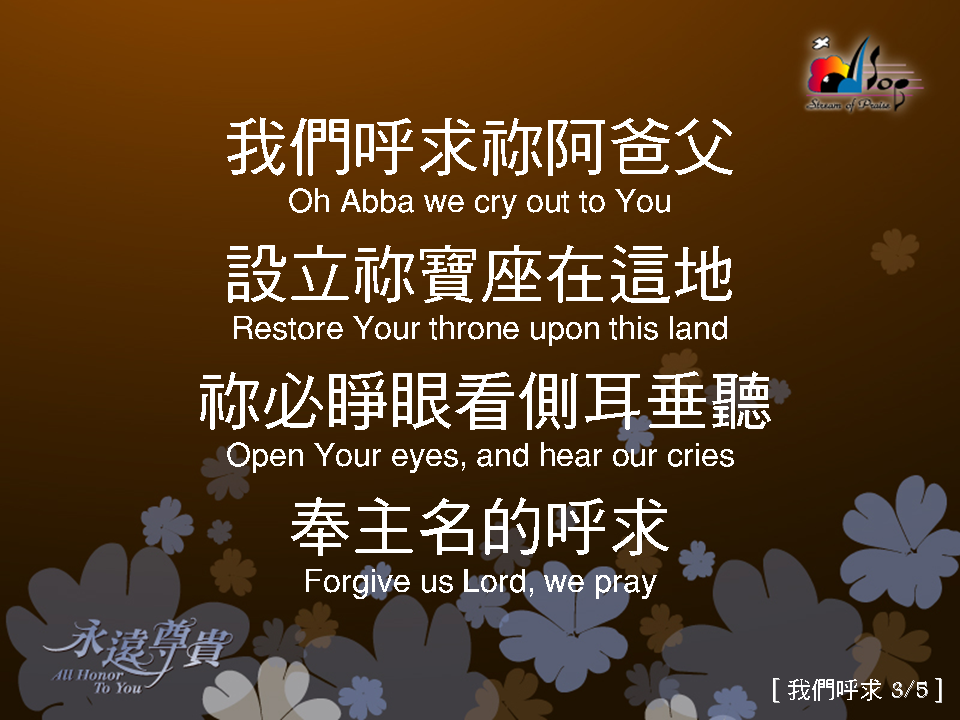 SOP
Stream of Praise
我們呼求祢阿爸父
Oh Abba we cry out to You
設立祢寶座在這地
Restore Your throne upon this land
祢必睜眼看側耳垂聽
Open Your eyes, and hear our cries
奉主名的呼求
Forgive us Lord, we pray
永遠尊貴
All Honor
To You
[ 我們呼求 3/5 ]